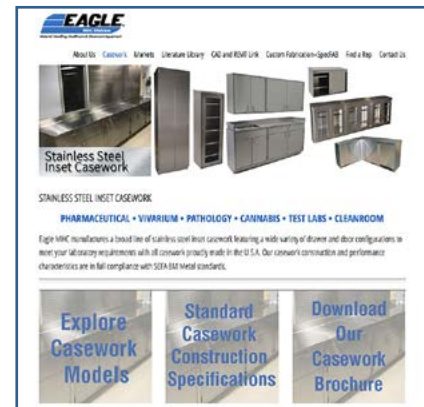 EAGLE
MHC
About Us Casework Markets Literature Library CAD and REVIT Link Custom Fabrication-SpecFAB Find a Rep Contact Us
Stainless Steel
Inset Casework
STAINLESS STEEL INSET CASEWORK
PHARMACEUTICAL • VIVARIUM • PATHOLOGY • CANNABIS • TEST LABS • CLEANROOM
Eagle MHC manufactures a broad line of stainless steel inset casework featuring a wide variety of drawer and door configurations to
meet your laboratory requirements with all casework proudly made in the U.S.A. Our casework construction and performance
characteristics are in full compliance with SEFA 8M Metal standards.
Explore
Casework
Models
Standard
Casework
Construction
Specifications
Download
Our
Casework
Brochure